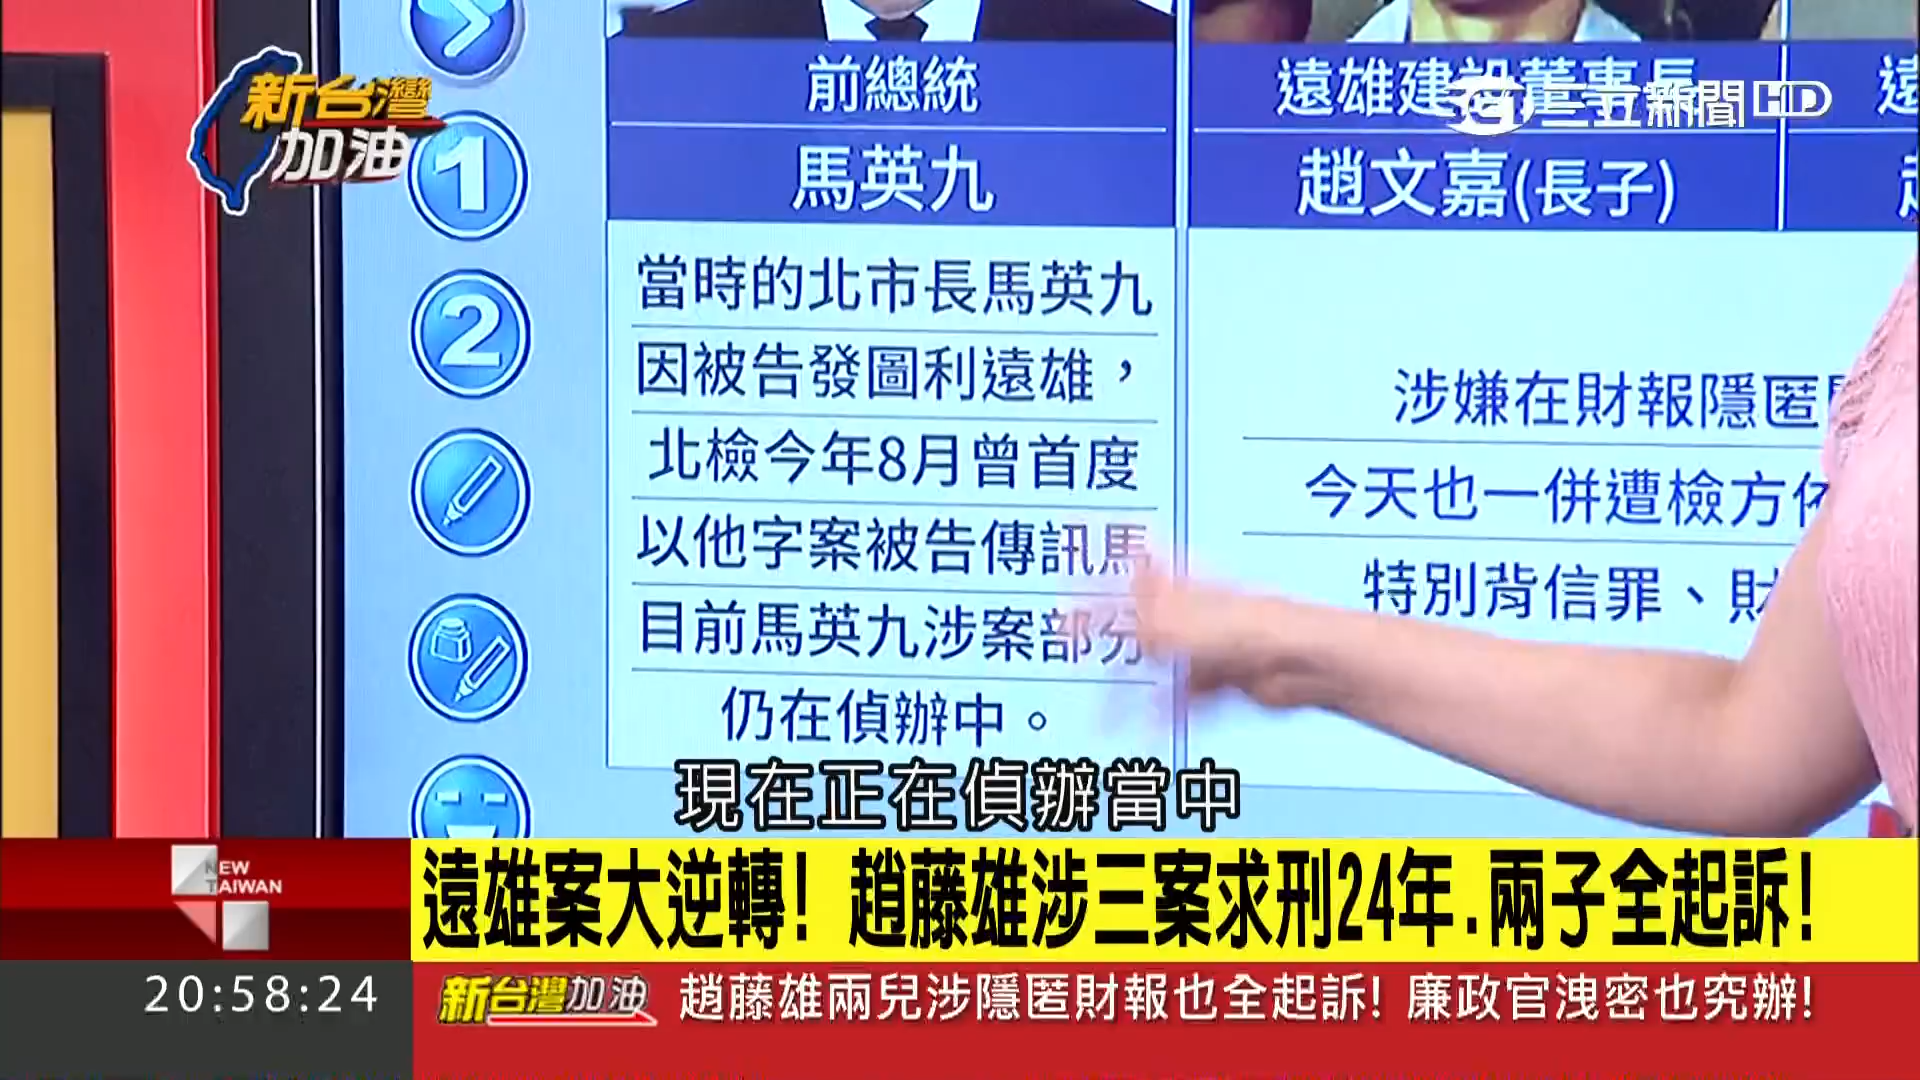 新台灣
加油
前總統
遠雄建設董事長
三立新聞HD
遠
1
馬英九
趙文嘉(長子)
2
當時的北市長馬英九
因被告發圖利遠雄，
北檢今年8月曾首度
以他字案被告傳訊馬
目前馬英九涉案部分
仍在偵辦中。
涉嫌在財報隱匿
今天也一併遭檢方依
特別背信罪、財
現在正在偵辦當中
NEW
TAIWAN
遠雄案大逆轉! 趙藤雄涉三案求刑24年.兩子全起訴!
20:58:24
新台灣加油
趙藤雄兩兒涉隱匿財報也全起訴! 廉政官洩密也究辦!